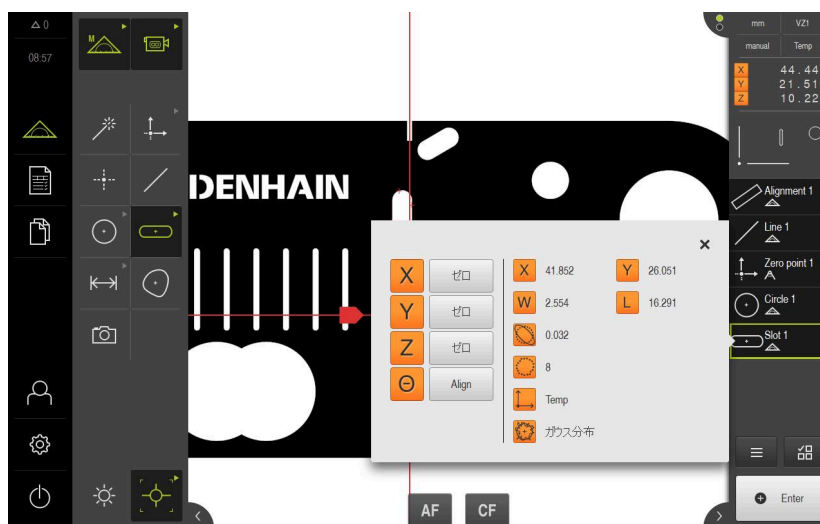 0
08:57
M
DENHAIN
X ゼロ
Y ゼロ
Z ゼロ
Θ Align
X 41.852 Y 26.051
W 2.554 L 16.291
0.032
8
Temp
ガウス分布
AF CF
mm VZ1
manual Temp
X 44.44
Y 21.51
Z 10.22
Alignment 1
Line 1
Zero point 1
Circle 1
Slot 1
Enter